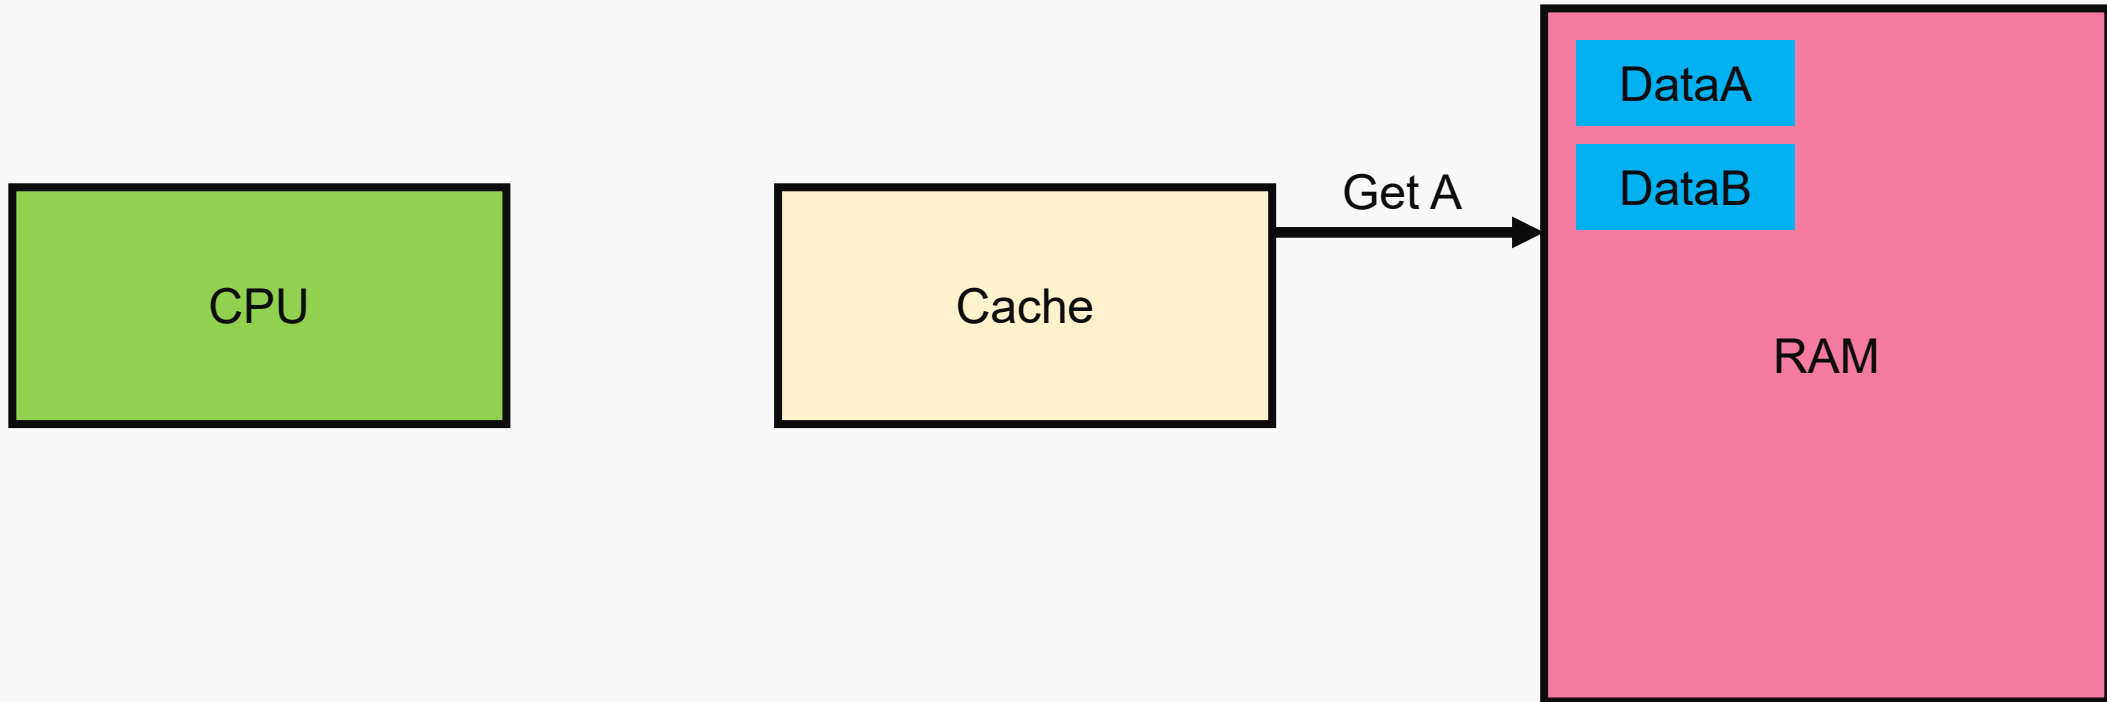 DataA
DataB
Get A
CPU
Cache
RAM